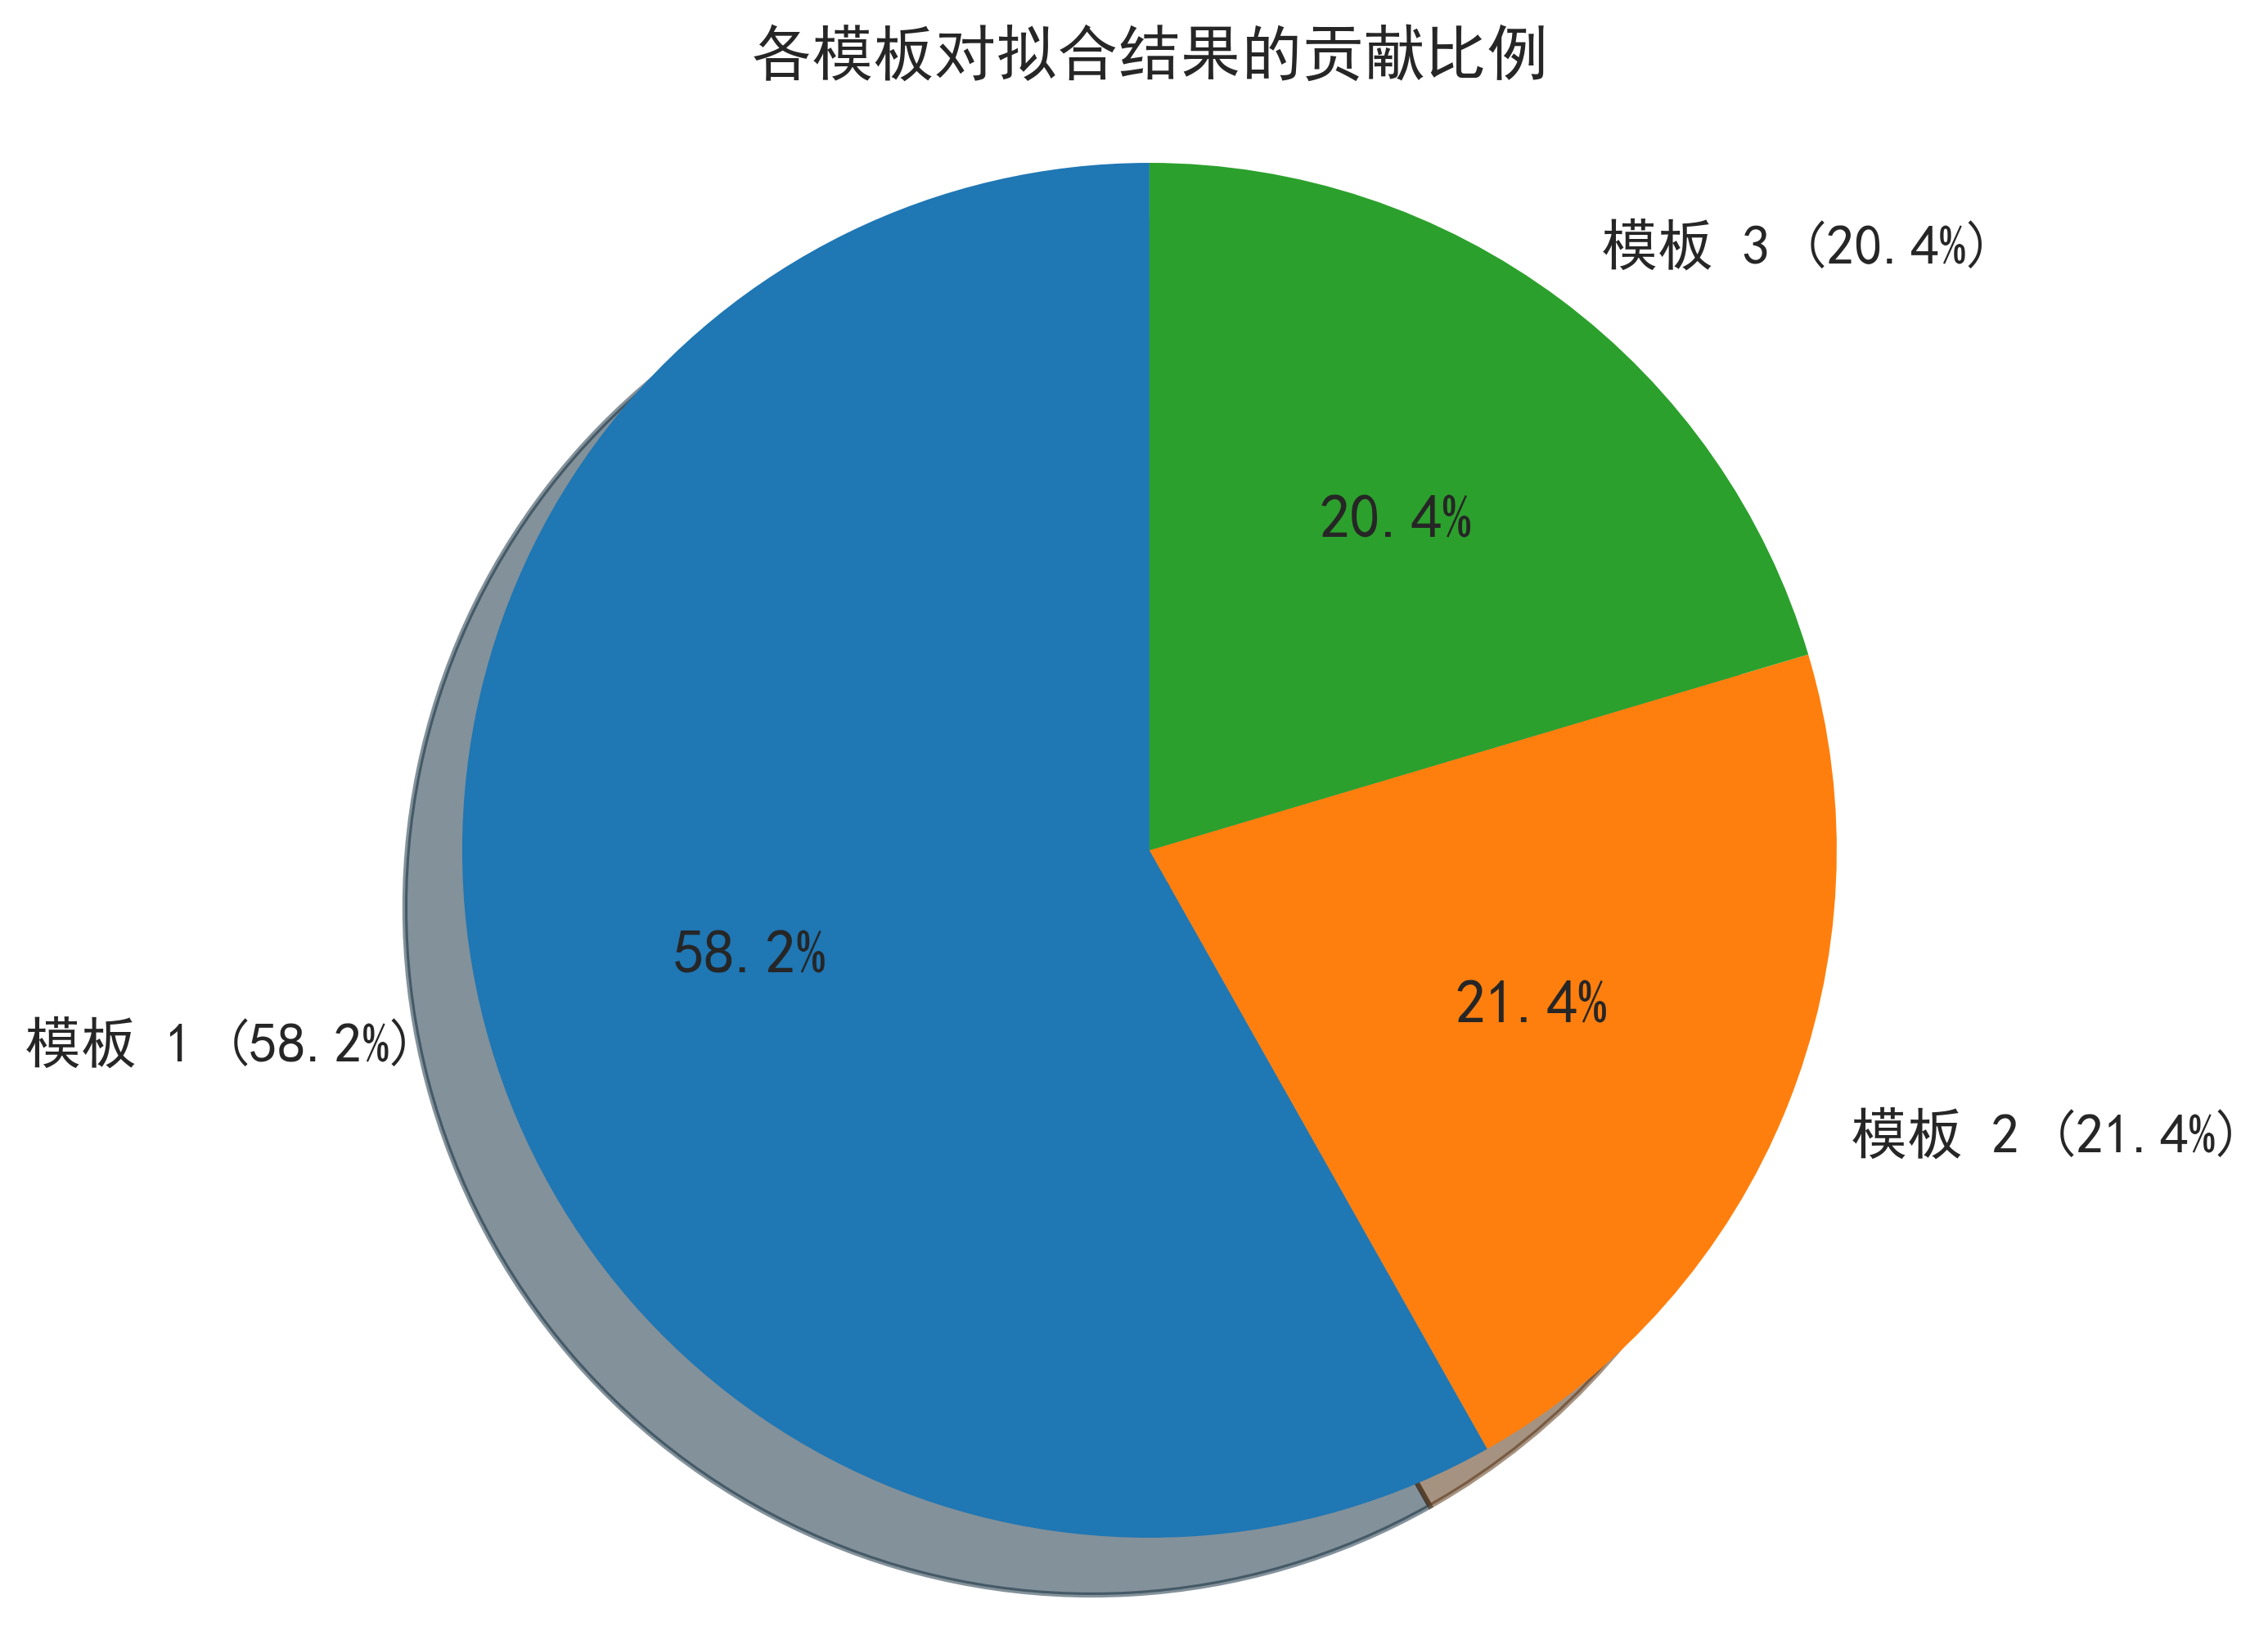 各模板对拟合结果的贡献比例
模板 3 (20.4%)
20.4%
58.2%
21.4%
模板 1 (58.2%)
模板 2 (21.4%)